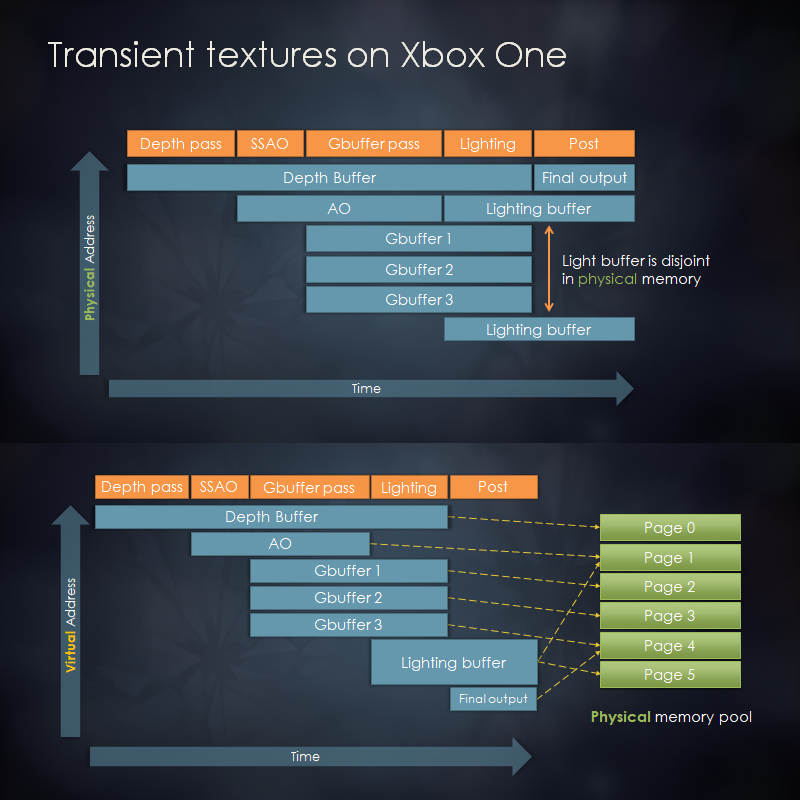 Transient textures on Xbox One
Depth pass
SSAO
Gbuffer pass
Lighting
Post
Depth Buffer
Final output
AO
Lighting buffer
Gbuffer 1
Gbuffer 2
Gbuffer 3
Lighting buffer
Light buffer is disjoint
in physical memory
Physical Address
Time
Depth pass
SSAO
Gbuffer pass
Lighting
Post
Depth Buffer
AO
Gbuffer 1
Gbuffer 2
Gbuffer 3
Lighting buffer
Final output
Virtual Address
Time
Page 0
Page 1
Page 2
Page 3
Page 4
Page 5
Physical memory pool